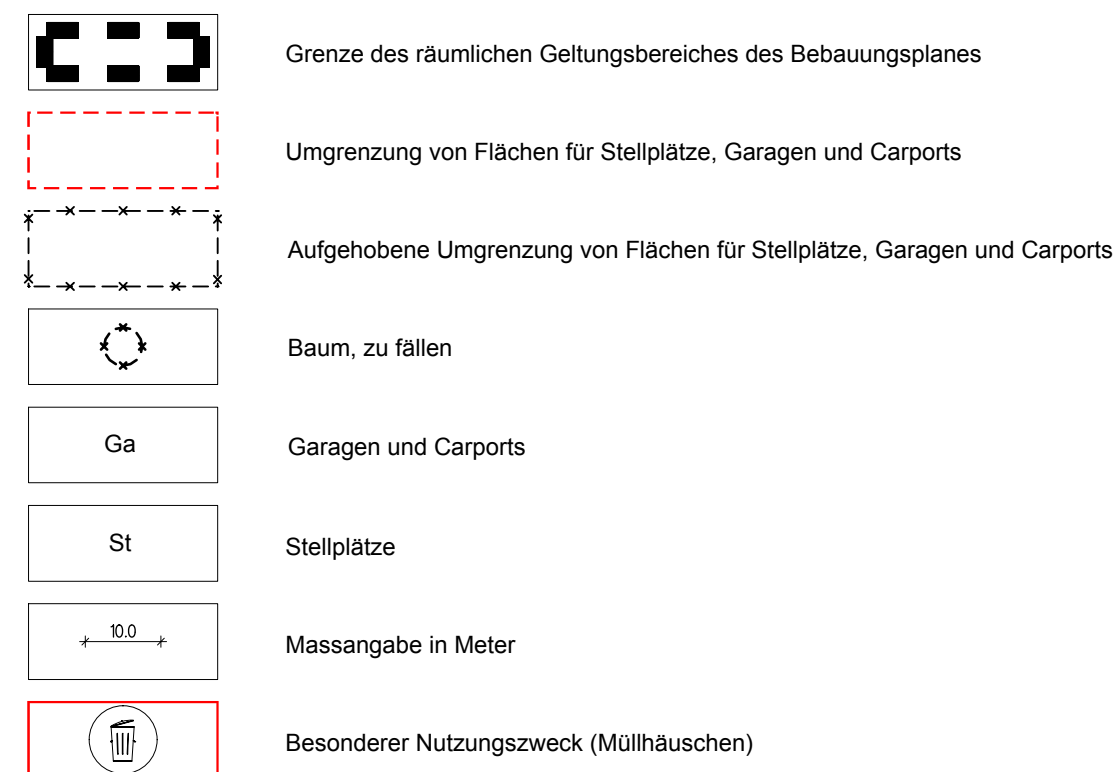 Grenze des räumlichen Geltungsbereiches des Bebauungsplanes
Umgrenzung von Flächen für Stellplätze, Garagen und Carports
Aufgehobene Umgrenzung von Flächen für Stellplätze, Garagen und Carports
Baum, zu fällen
Ga Garagen und Carports
St Stellplätze
10.0 Massangabe in Meter
Besonderer Nutzungszweck (Müllhäuschen)